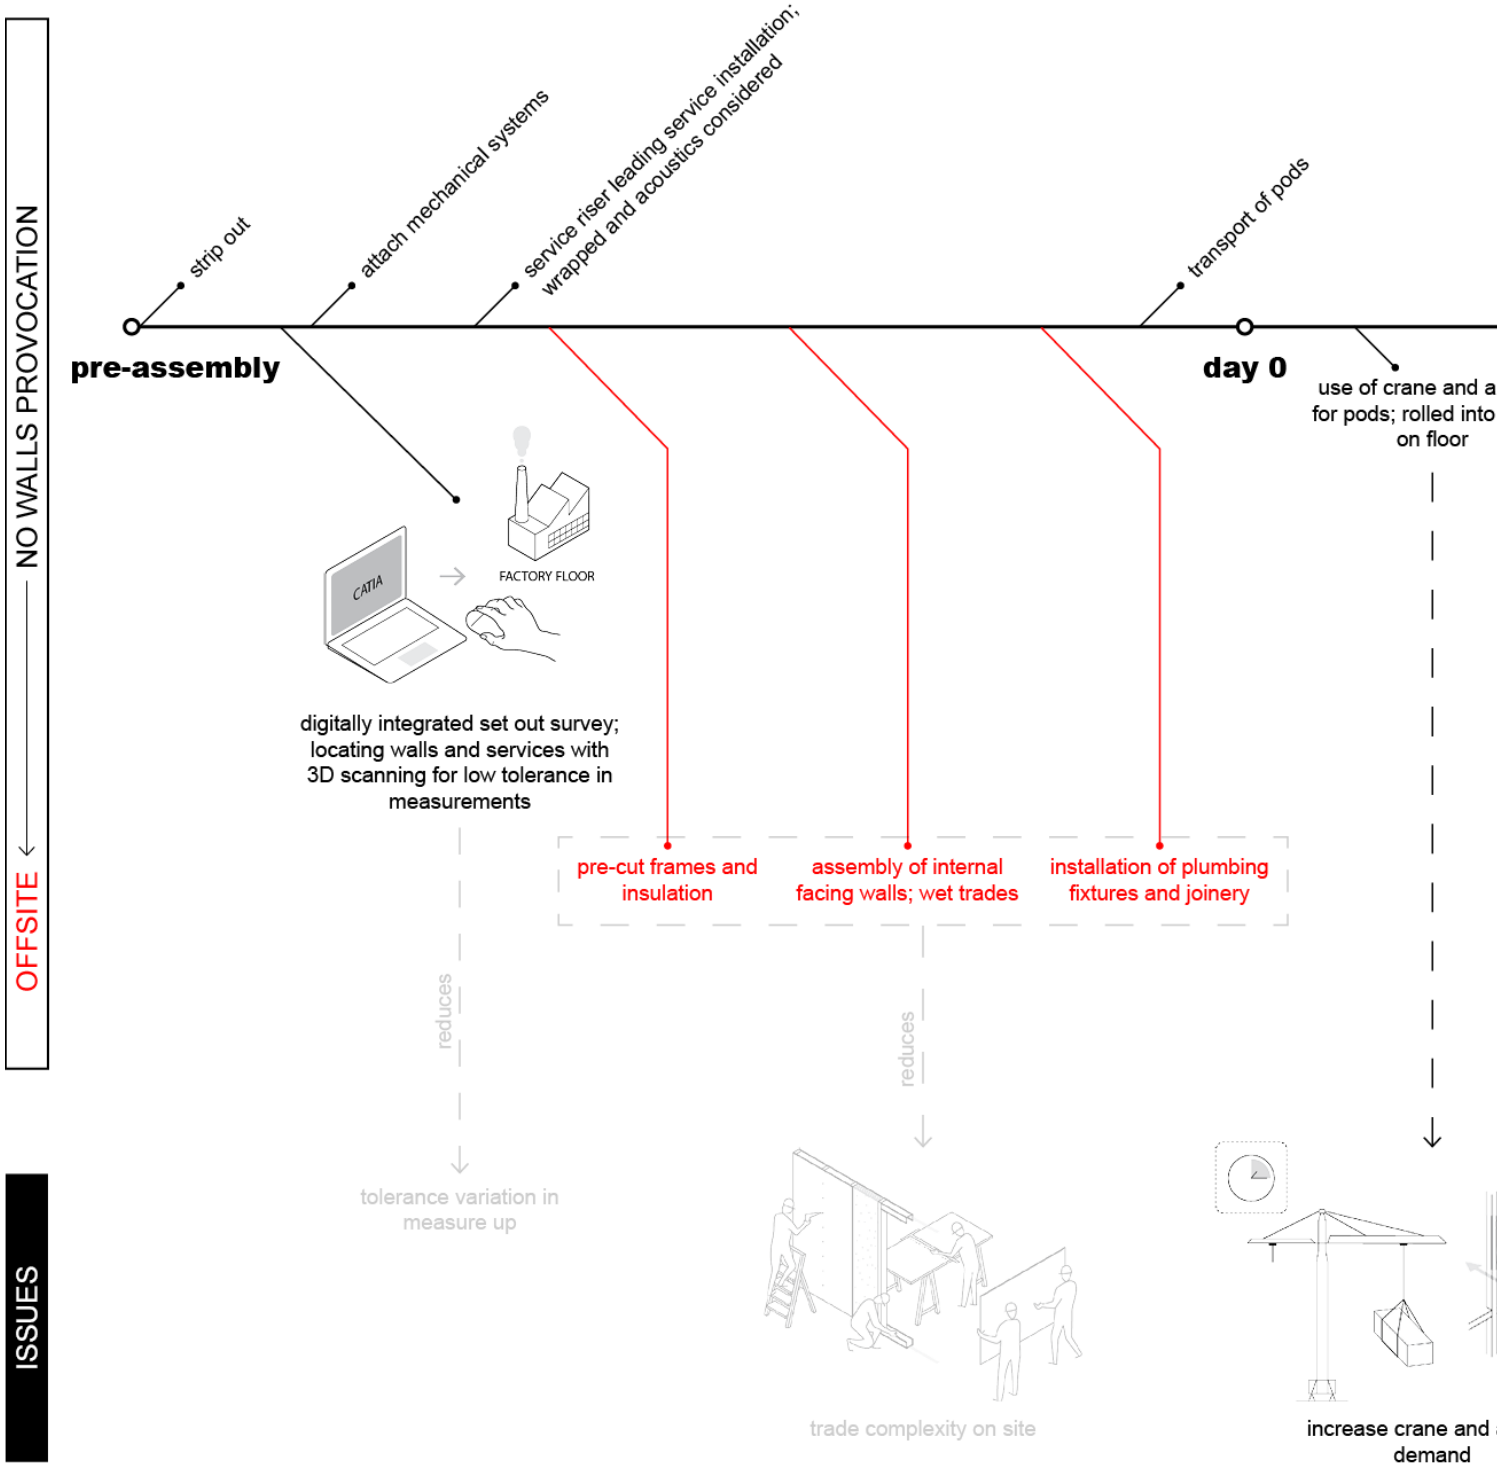 NO WALLS PROVOCATION
OFFSITE
ISSUES
strip out
attach mechanical systems
service riser leading service installation;
wrapped and acoustics considered
transport of pods
pre-assembly
day 0
use of crane and a
for pods; rolled into
on floor
CATIA
FACTORY FLOOR
digitally integrated set out survey;
locating walls and services with
3D scanning for low tolerance in
measurements
pre-cut frames and
insulation
assembly of internal
facing walls; wet trades
installation of plumbing
fixtures and joinery
reduces
reduces
tolerance variation in
measure up
trade complexity on site
increase crane and
demand